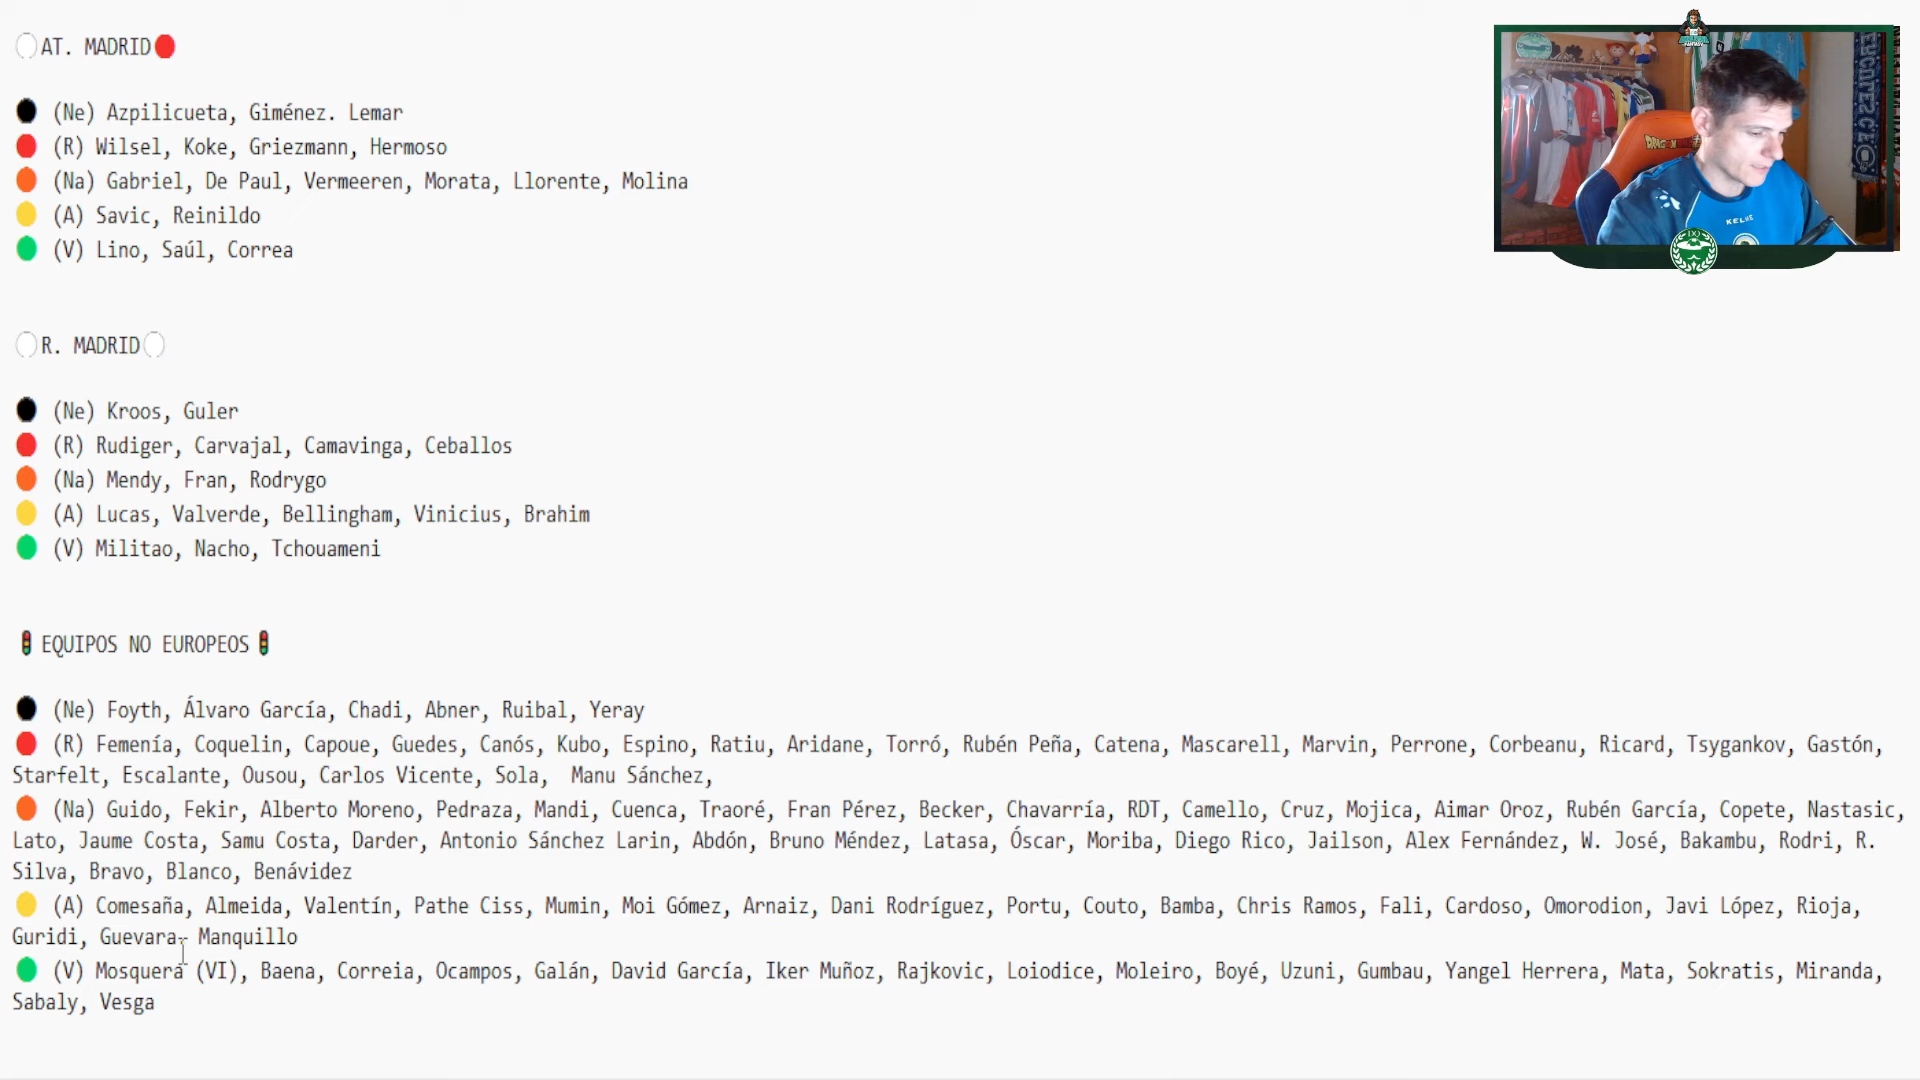 AT. MADRID
(Ne) Azpilicueta, Giménez. Lemar
(R) Wilsel, Koke, Griezmann, Hermoso
(Na) Gabriel, De Paul, Vermeeren, Morata, Llorente, Molina
(A) Savic, Reinildo
(V) Lino, Saúl, Correa
R. MADRID
(Ne) Kroos, Guler
(R) Rudiger, Carvajal, Camavinga, Ceballos
(Na) Mendy, Fran, Rodrygo
(A) Lucas, Valverde, Bellingham, Vinicius, Brahim
(V) Militao, Nacho, Tchouameni
EQUIPOS NO EUROPEOS
(Ne) Foyth, Álvaro García, Chadi, Abner, Ruibal, Yeray
(R) Femenía, Coquelin, Capoue, Guedes, Canós, Kubo, Espino, Ratiu, Aridane, Torró, Rubén Peña, Catena, Mascarell, Marvin, Perrone, Corbeanu, Ricard, Tsygankov, Gastón,
Starfelt, Escalante, Ousou, Carlos Vicente, Sola, Manu Sánchez,
(Na) Guido, Fekir, Alberto Moreno, Pedraza, Mandi, Cuenca, Traoré, Fran Pérez, Becker, Chavarría, RDT, Camello, Cruz, Mojica, Aimar Oroz, Rubén García, Copete, Nastasic,
Lato, Jaume Costa, Samu Costa, Darder, Antonio Sánchez Larin, Abdón, Bruno Méndez, Latasa, Óscar, Moriba, Diego Rico, Jailson, Alex Fernández, W. José, Bakambu, Rodri, R.
Silva, Bravo, Blanco, Benávidez
(A) Comesaña, Almeida, Valentín, Pathe Ciss, Mumin, Moi Gómez, Arnaiz, Dani Rodríguez, Portu, Couto, Bamba, Chris Ramos, Fali, Cardoso, Omorodion, Javi López, Rioja,
Guridi, Guevara, Manquillo
(V) Mosquera (VI), Baena, Correia, Ocampos, Galán, David García, Iker Muñoz, Rajkovic, Loiodice, Moleiro, Boyé, Uzuni, Gumbau, Yangel Herrera, Mata, Sokratis, Miranda,
Sabaly, Vesga
KELME